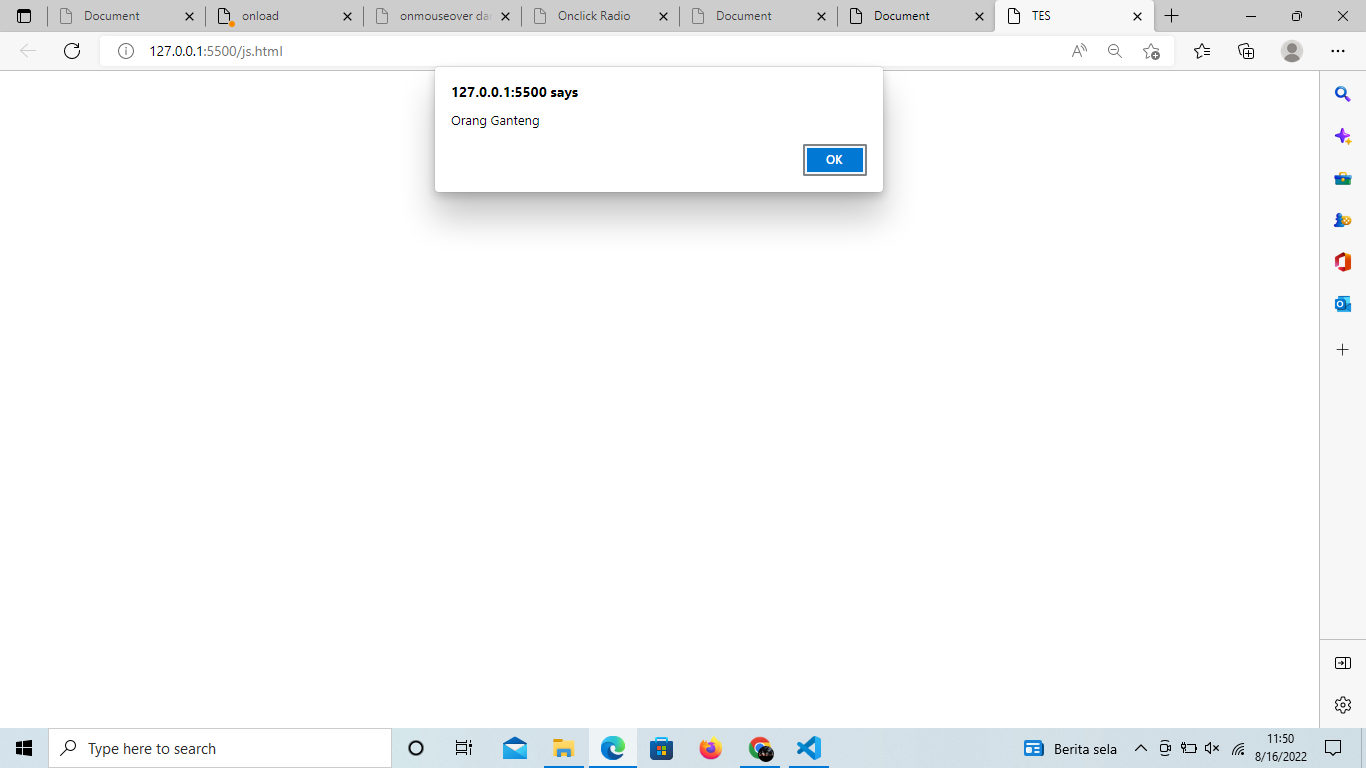 Document
onload
onmouseover da
Onclick Radio
Document
Document
TES
127.0.0.1:5500/js.html
127.0.0.1:5500 says
Orang Ganteng
OK
Type here to search
Berita sela
11:50
8/16/2022